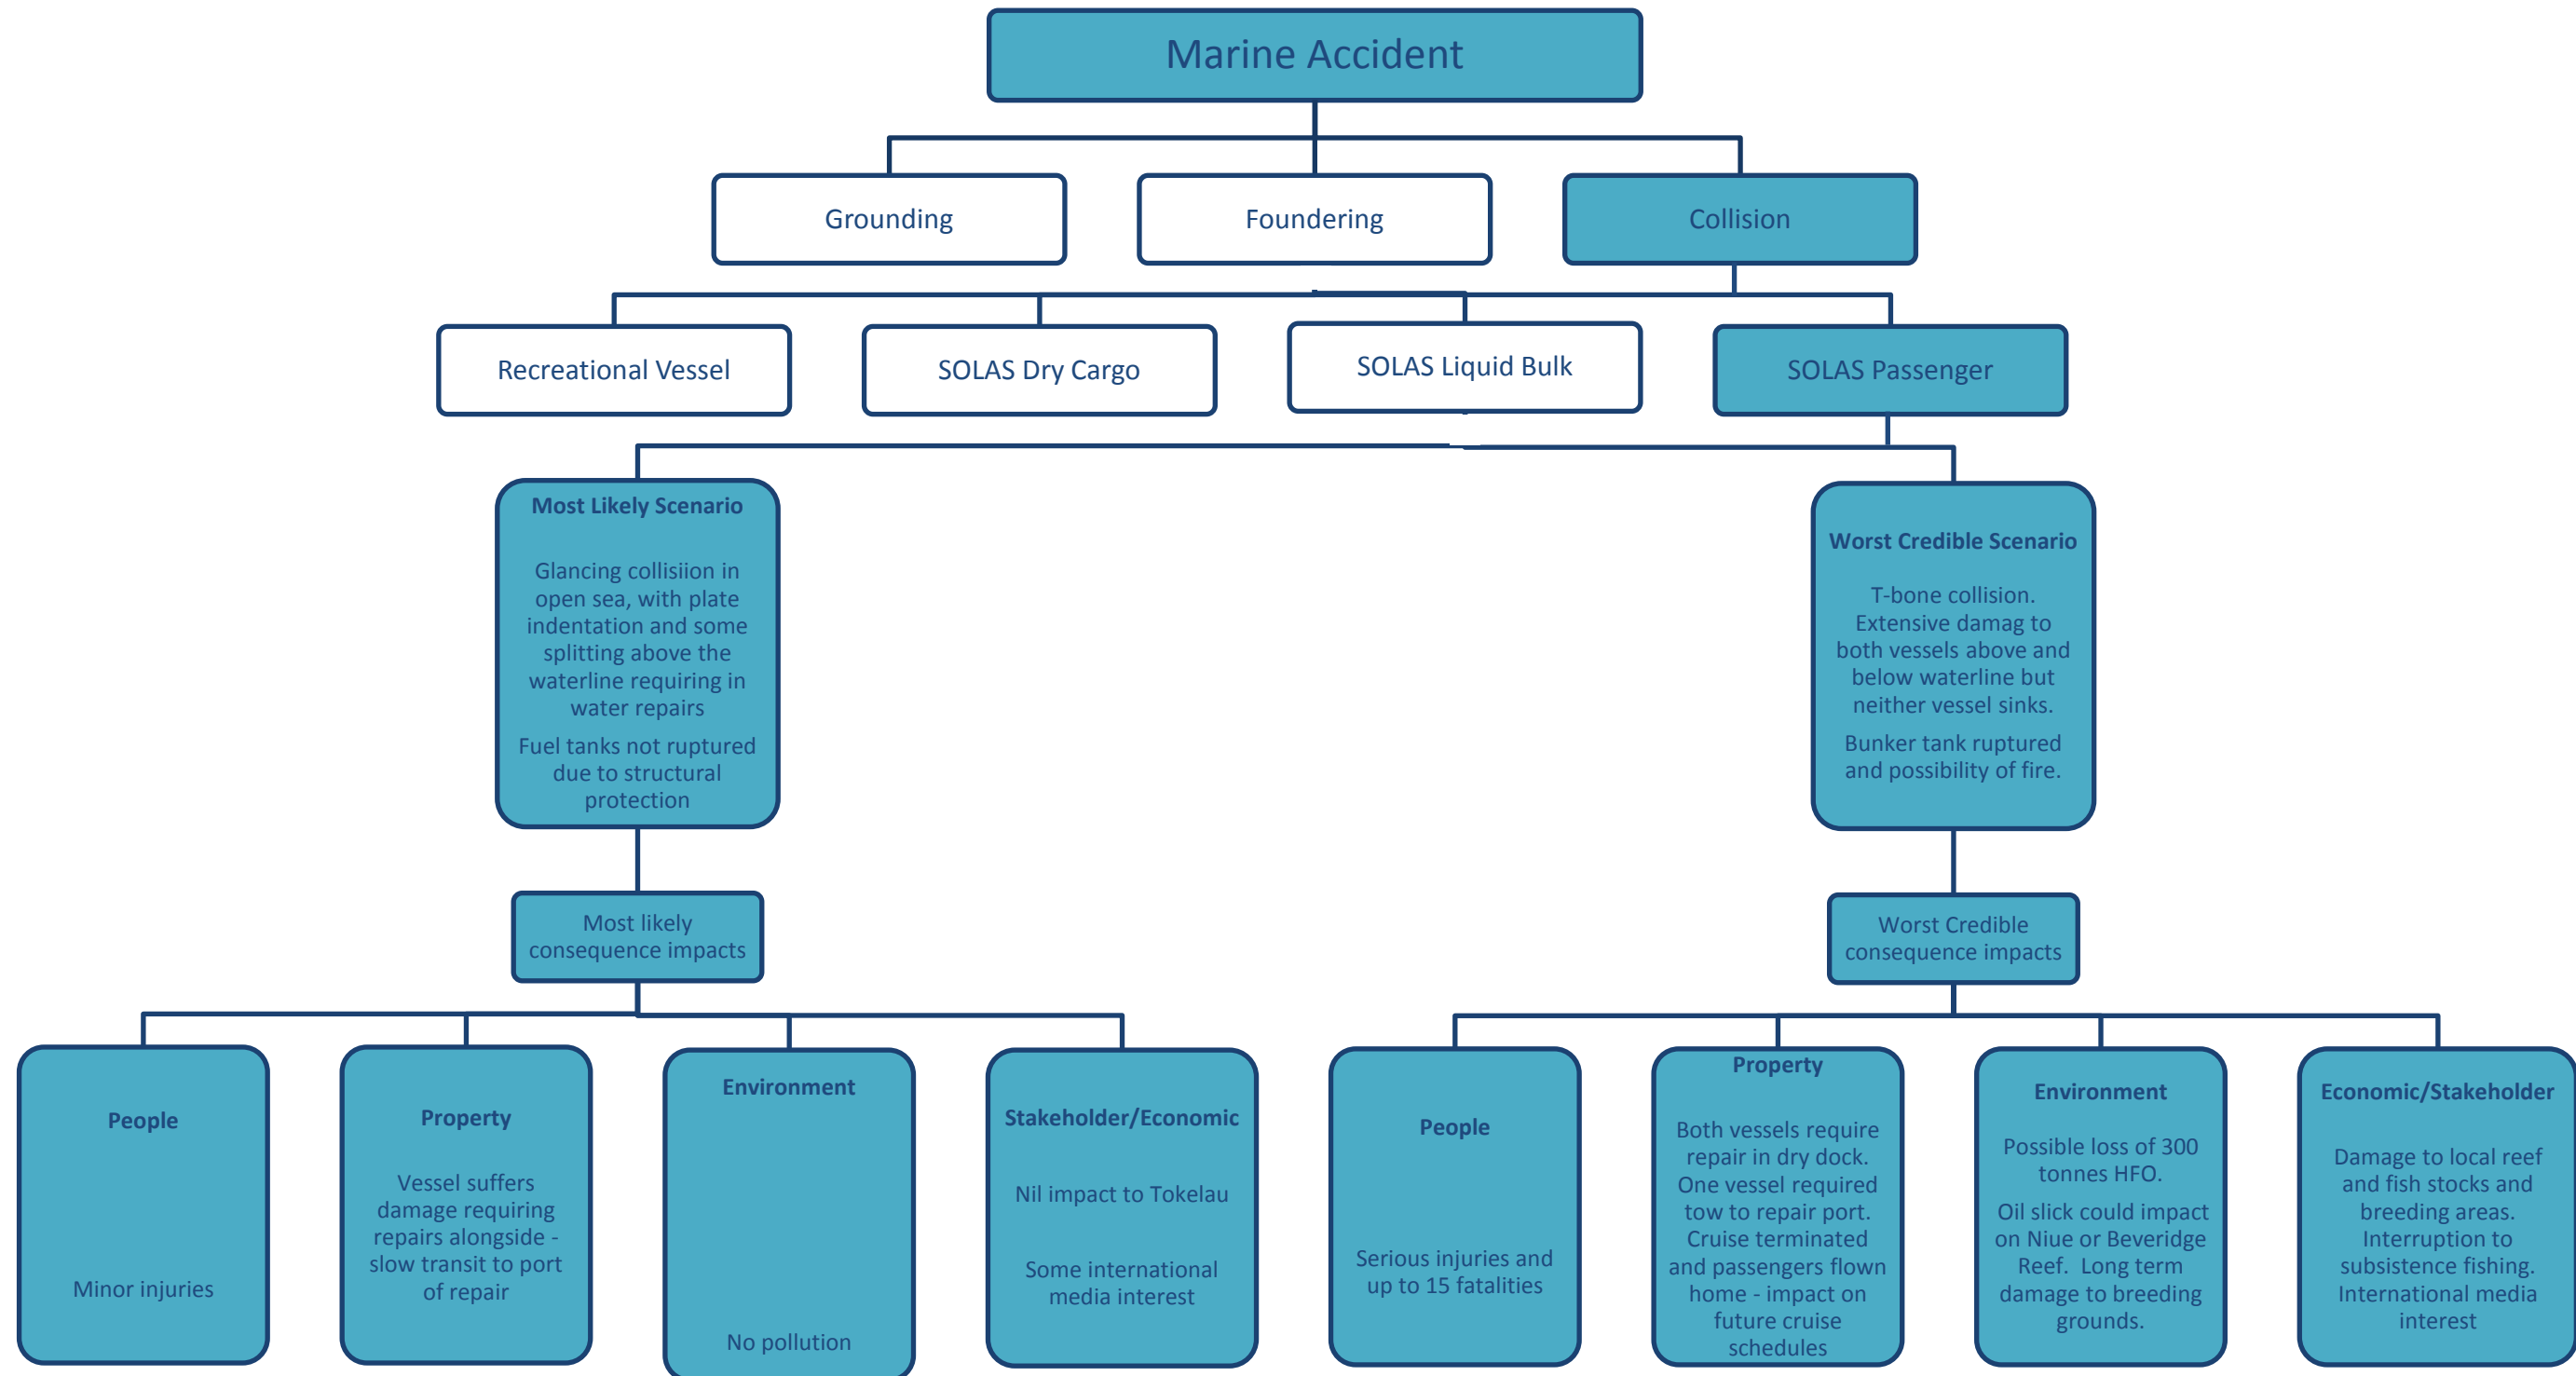 Marine Accident
Grounding
Foundering
Collision
Recreational Vessel
SOLAS Dry Cargo
SOLAS Liquid Bulk
SOLAS Passenger
Most Likely Scenario
Glancing collisiion in
open sea, with plate
indentation and some
splitting above the
waterline requiring in
water repairs
Fuel tanks not ruptured
due to structural
protection
Worst Credible Scenario
T-bone collision.
Extensive damag to
both vessels above and
below waterline but
neither vessel sinks.
Bunker tank ruptured
and possibility of fire.
Most likely
consequence impacts
Worst Credible
consequence impacts
People
Minor injuries
Property
Vessel suffers
damage requiring
repairs alongside -
slow transit to port
of repair
Environment
No pollution
Stakeholder/Economic
Nil impact to Tokelau
Some international
media interest
People
Serious injuries and
up to 15 fatalities
Property
Both vessels require
repair in dry dock.
One vessel required
tow to repair port.
Cruise terminated
and passengers flown
home - impact on
future cruise
schedules
Environment
Possible loss of 300
tonnes HFO.
Oil slick could impact
on Niue or Beveridge
Reef.  Long term
damage to breeding
grounds.
Economic/Stakeholder
Damage to local reef
and fish stocks and
breeding areas.
Interruption to
subsistence fishing.
International media
interest